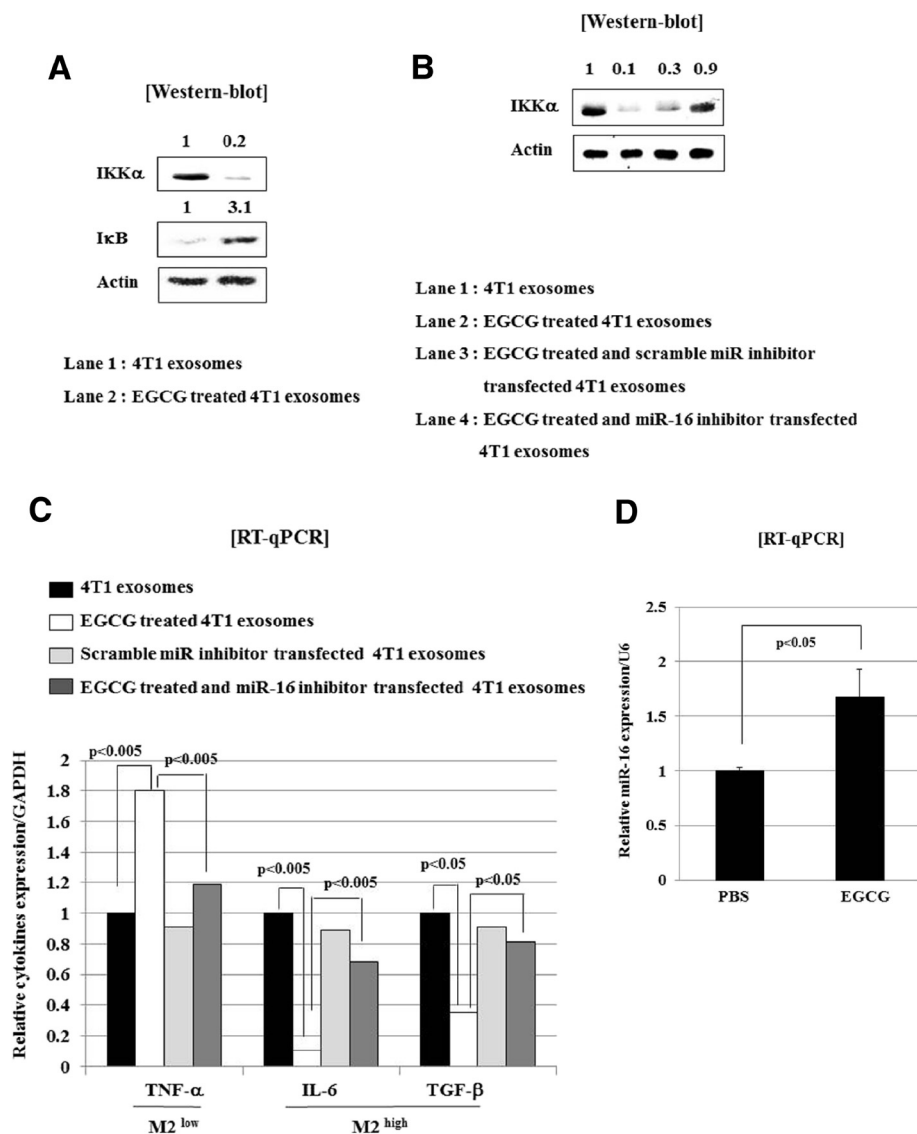 A
[Western-blot]
1 0.2
IKKα
1 3.1
IκB
Actin
Lane 1 : 4T1 exosomes
Lane 2 : EGCG treated 4T1 exosomes
B
[Western-blot]
1 0.1 0.3 0.9
IKKα
Actin
Lane 1 : 4T1 exosomes
Lane 2 : EGCG treated 4T1 exosomes
Lane 3 : EGCG treated and scramble miR inhibitor
transfected 4T1 exosomes
Lane 4 : EGCG treated and miR-16 inhibitor transfected
4T1 exosomes
C
[RT-qPCR]
4T1 exosomes
EGCG treated 4T1 exosomes
Scramble miR inhibitor transfected 4T1 exosomes
EGCG treated and miR-16 inhibitor transfected 4T1 exosomes
Relative cytokines expression/GAPDH
2
1.8
1.6
1.4
1.2
1
0.8
0.6
0.4
0.2
0
p<0.005
p<0.005
p<0.005
p<0.005
p<0.05
p<0.05
TNF-α IL-6 TGF-β
M2 low M2 high
D
[RT-qPCR]
Relative miR-16 expression/U6
2.5
2
1.5
1
0.5
0
p<0.05
PBS EGCG